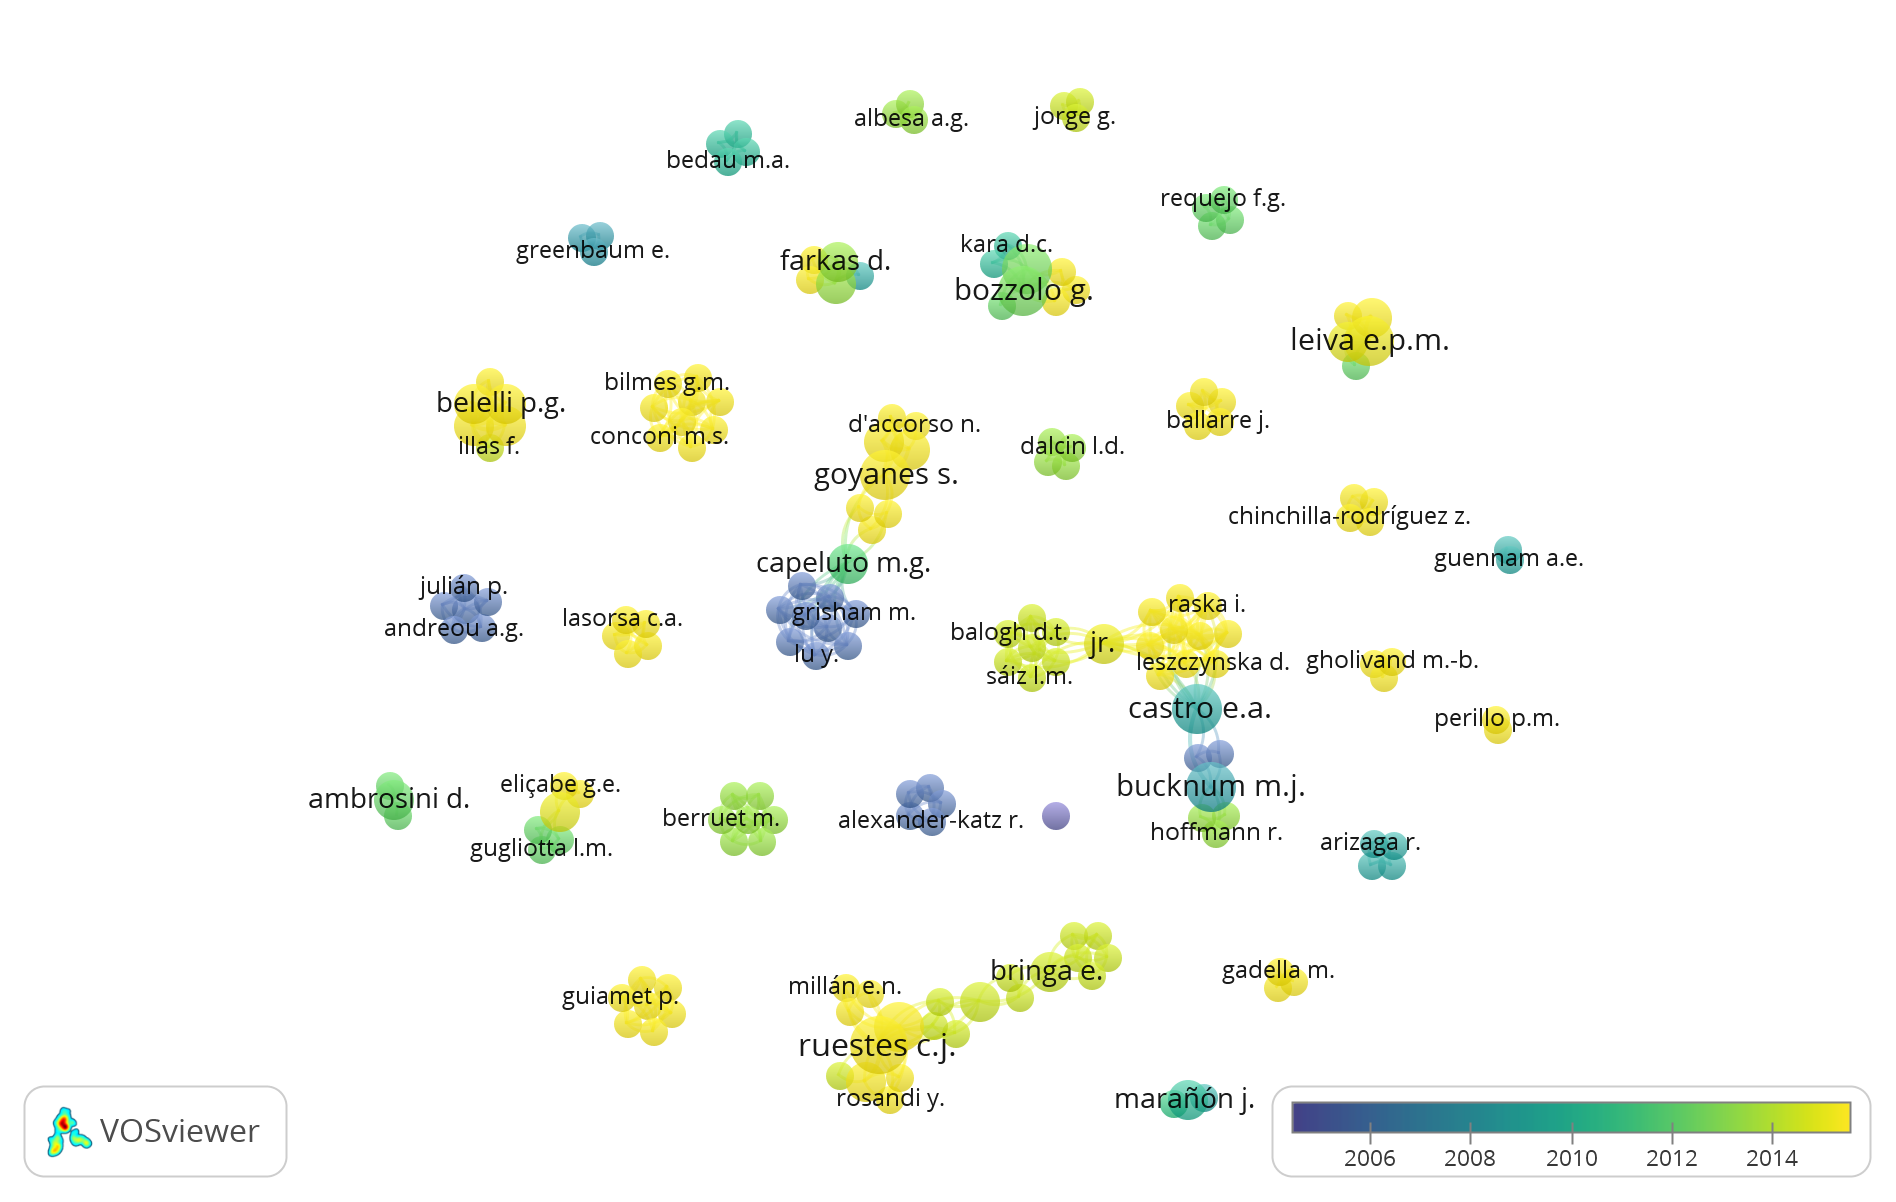 albesa a.g.
jorge g.
bedau m.a.
requejo f.g.
greenbaum e.
farkas d.
kara d.c.
bozzolo g.
leiva e.p.m.
bilmes g.m.
belelli p.g.
illas f.
conconi m.s.
d'accorso n.
ballarre j.
dalcin l.d.
goyanes s.
chinchilla-rodríguez z.
guennam a.e.
capeluto m.g.
julián p.
andreou a.g.
lasorsa c.a.
grisham m.
lu y.
raska i.
balogh d.t.
jr.
leszczynska d.
sáiz l.m.
gholivand m.-b.
castro e.a.
perillo p.m.
ambrosini d.
eliçabe g.e.
bucknum m.j.
berruet m.
alexander-katz r.
hoffmann r.
arizaga r.
gugliotta l.m.
bringa e.
gadella m.
millán e.n.
guiamet p.
ruestes c.j.
rosandi y.
marañón j.
VOSviewer
2006 2008 2010 2012 2014